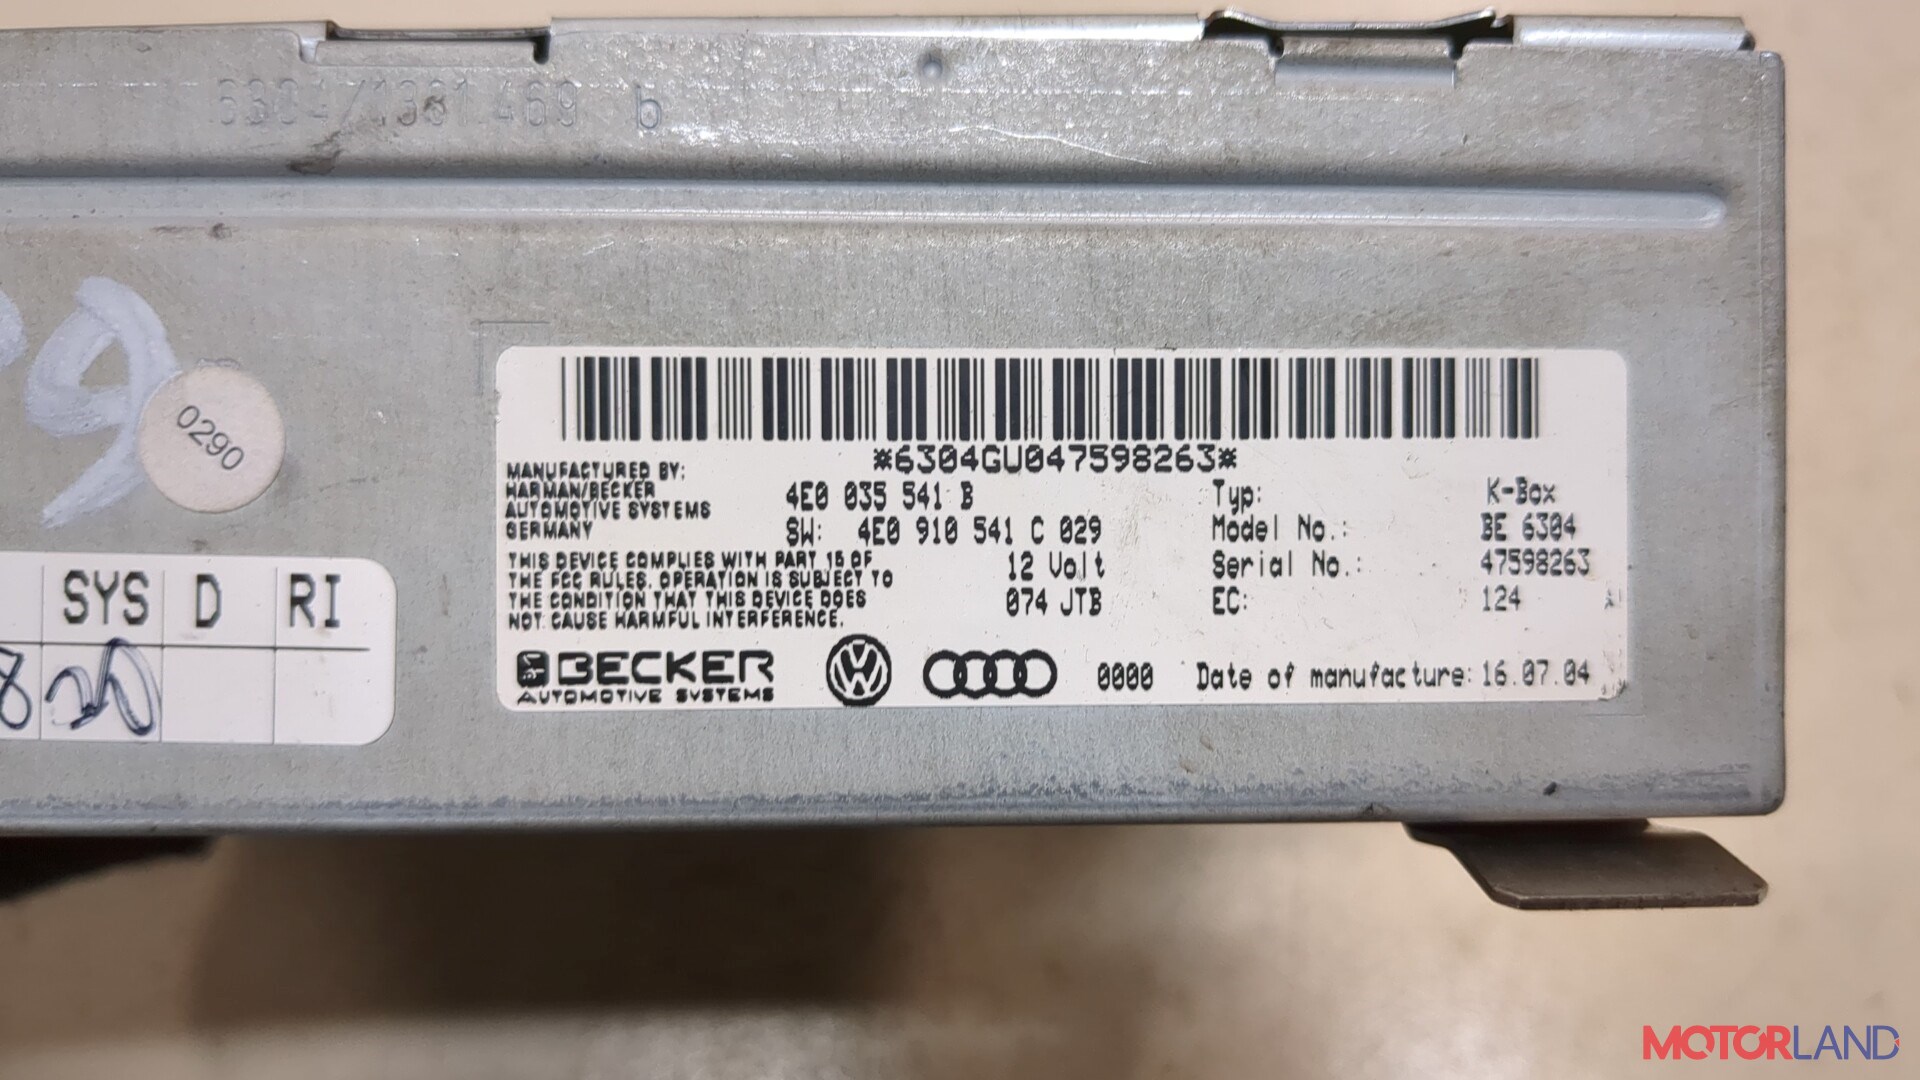 6304/1381.469 b
0290
SYS D RI
*6304GU047598263*
MANUFACTURED BY:
HARMAN/BECKER
AUTOMOTIVE SYSTEMS
GERMANY
4E0 035 541 B
SW: 4E0 910 541 C 029
THIS DEVICE COMPLIES WITH PART 15 OF
THE FCC RULES. OPERATION IS SUBJECT TO
THE CONDITION THAT THIS DEVICE DOES
NOT CAUSE HARMFUL INTERFERENCE.
12 Volt
074 JTB
Typ: K-Box
Model No.: BE 6304
Serial No.: 47598263
EC: 124
BECKER
AUTOMOTIVE SYSTEMS
0000 Date of manufacture: 16.07.04
MOTORLAND